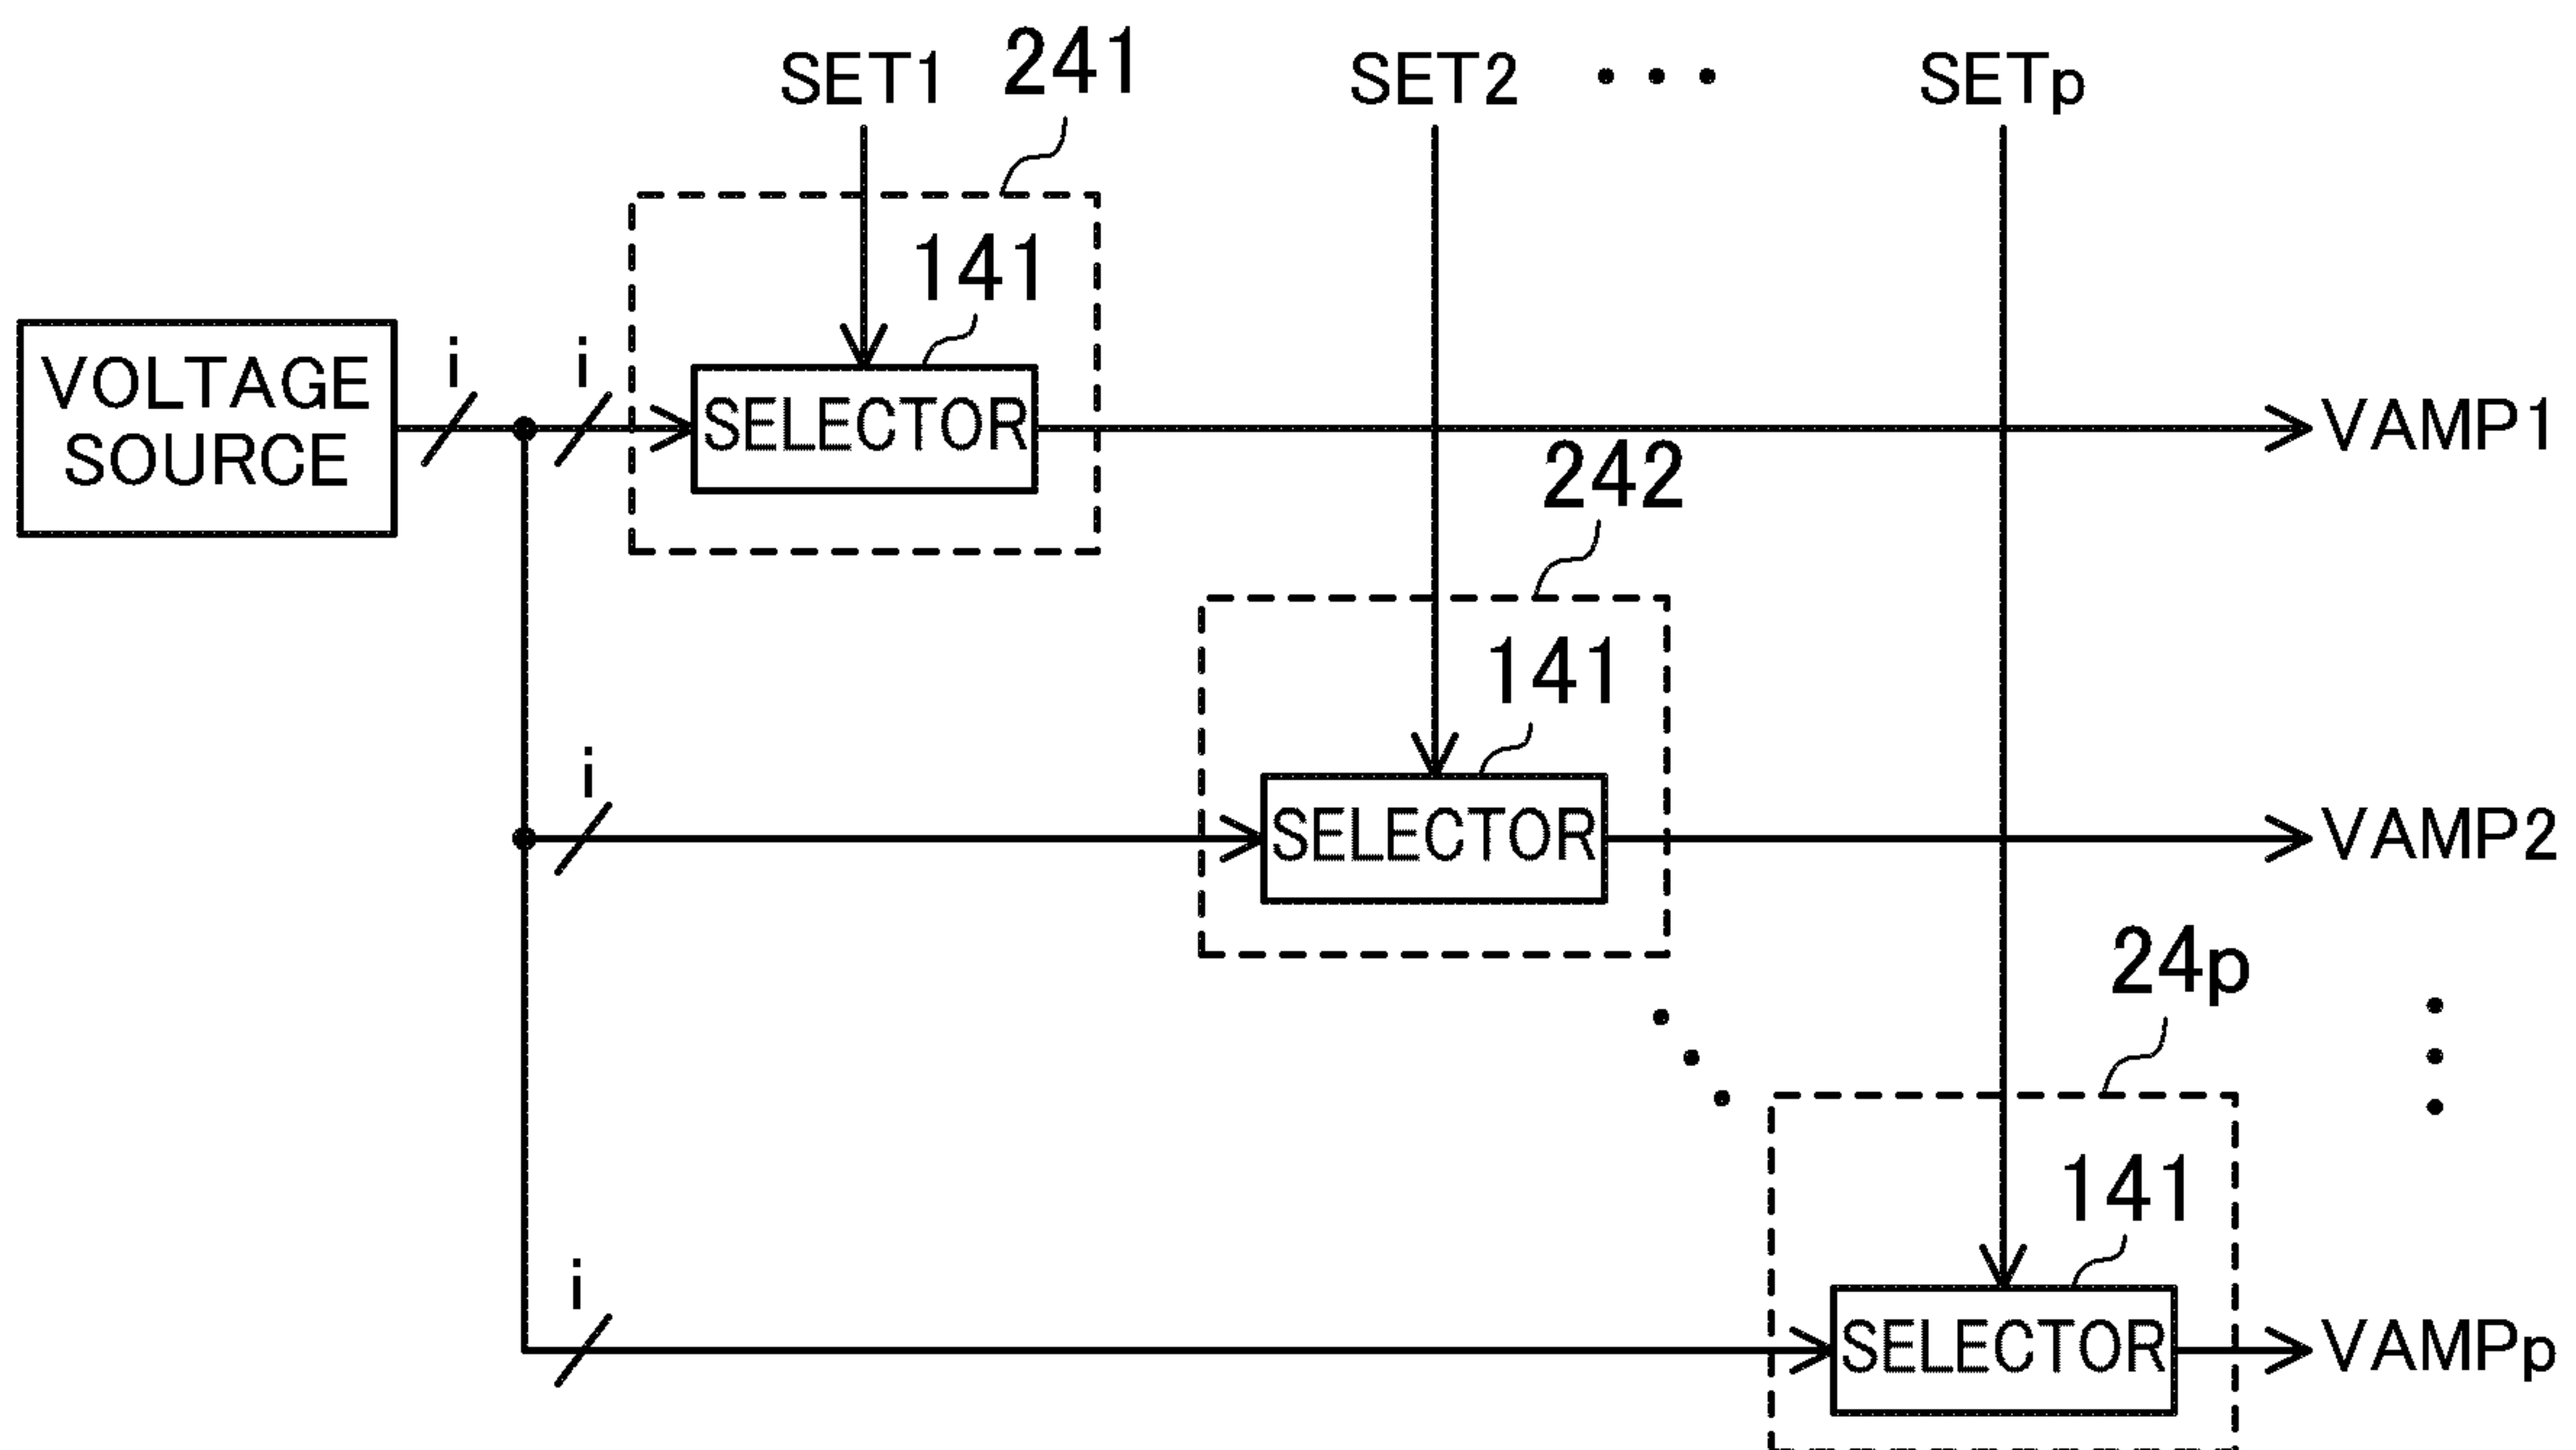 SET1
241
SET2
• • •
SETp
141
VOLTAGE
SOURCE
i
i
SELECTOR
VAMP1
242
141
i
SELECTOR
VAMP2
24p
141
i
SELECTOR
VAMPp